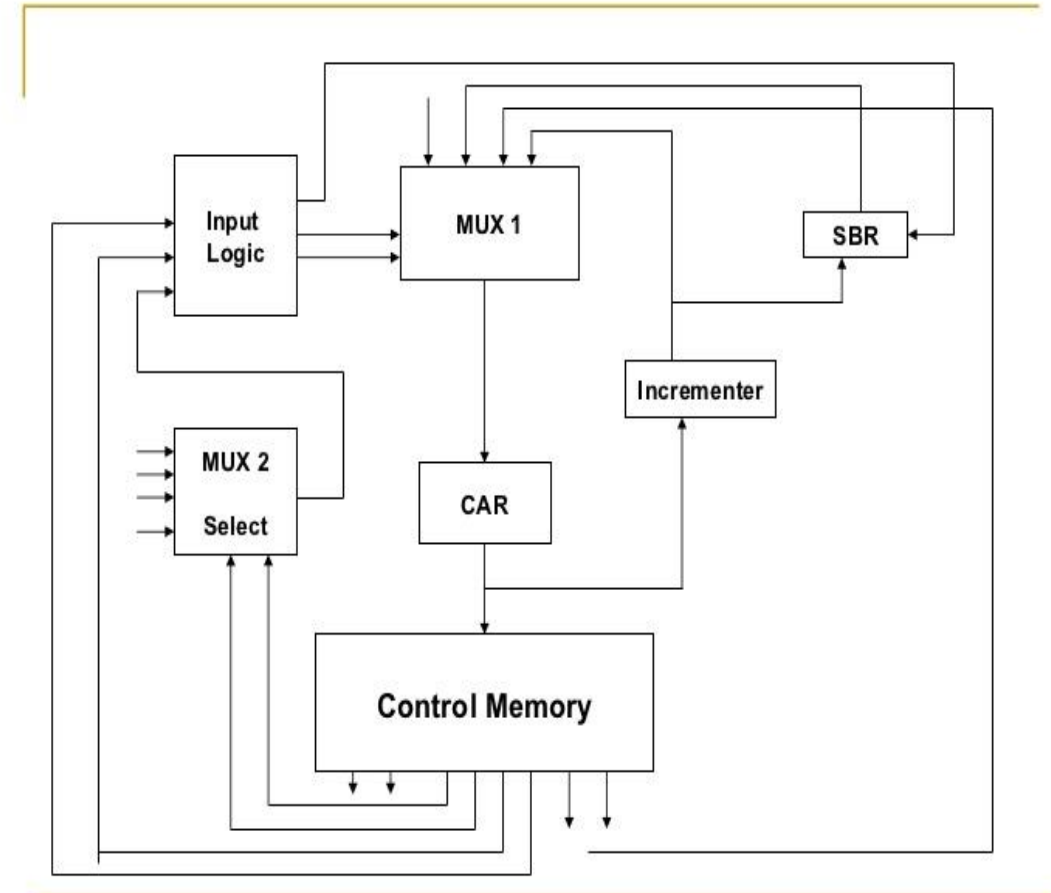 Input
Logic
MUX 1
SBR
Incrementer
MUX 2
Select
CAR
Control Memory